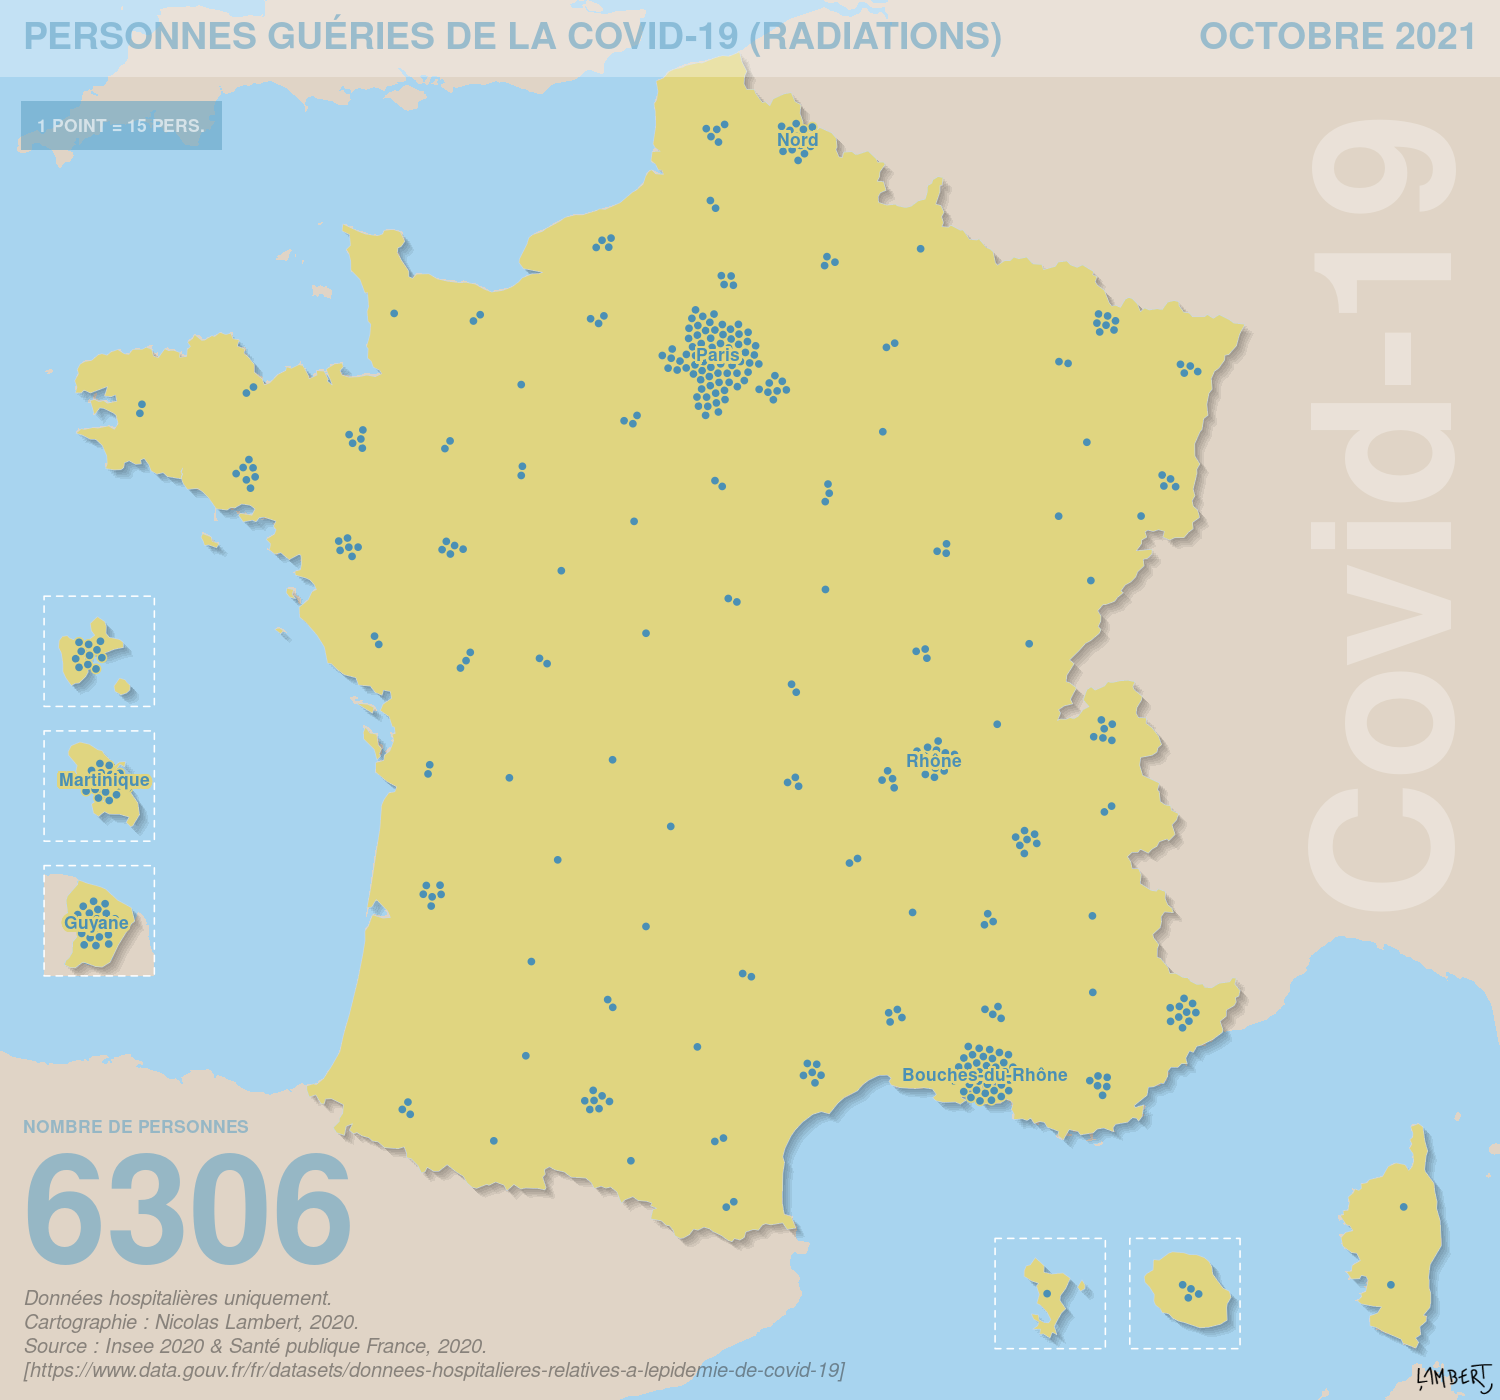 PERSONNES GUÉRIES DE LA COVID-19 (RADIATIONS)
OCTOBRE 2021
1 POINT = 15 PERS.
Covid-19
Nord
Paris
Rhône
Martinique
Guyane
Bouches-du-Rhône
NOMBRE DE PERSONNES
6306
Données hospitalières uniquement.
Cartographie : Nicolas Lambert, 2020.
Source : Insee 2020 & Santé publique France, 2020.
[https://www.data.gouv.fr/fr/datasets/donnees-hospitalieres-relatives-a-lepidemie-de-covid-19]
LAMBERT